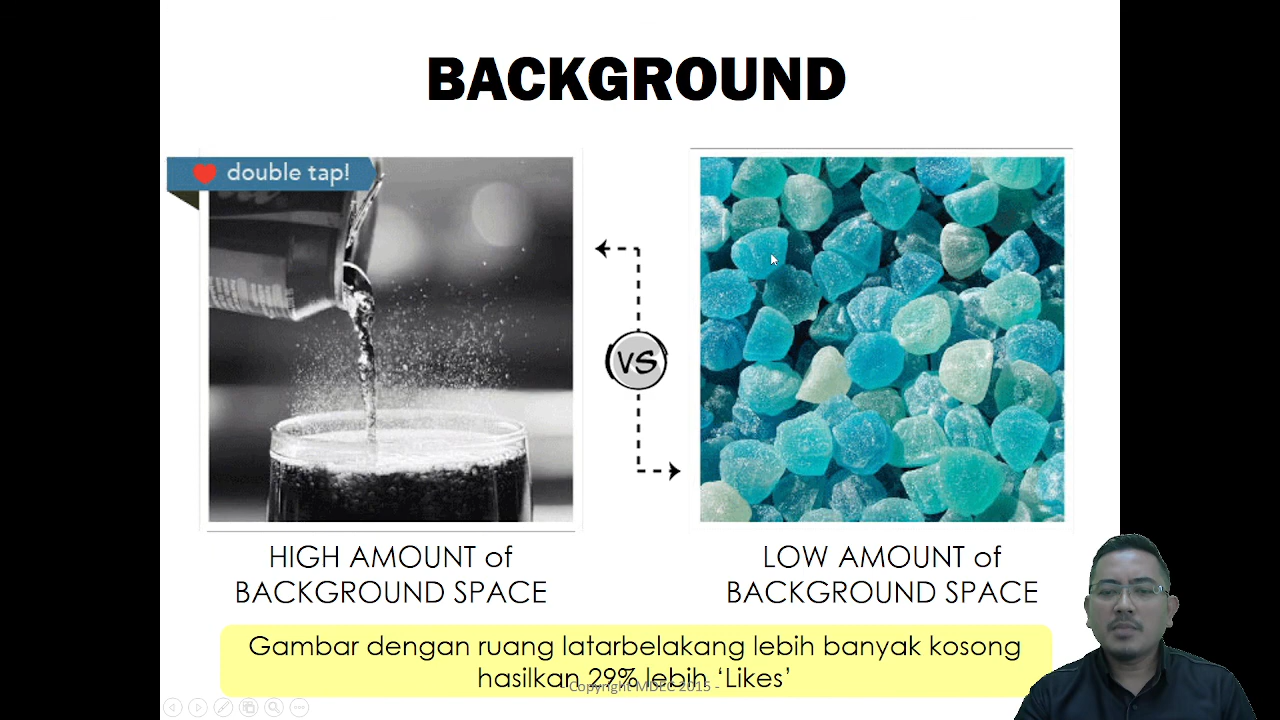 BACKGROUND
double tap!
VS
HIGH AMOUNT of
BACKGROUND SPACE
LOW AMOUNT of
BACKGROUND SPACE
Gambar dengan ruang latarbelakang lebih banyak kosong
hasilkan 29% lebih ‘Likes’
Copyright MDEC 2015 -